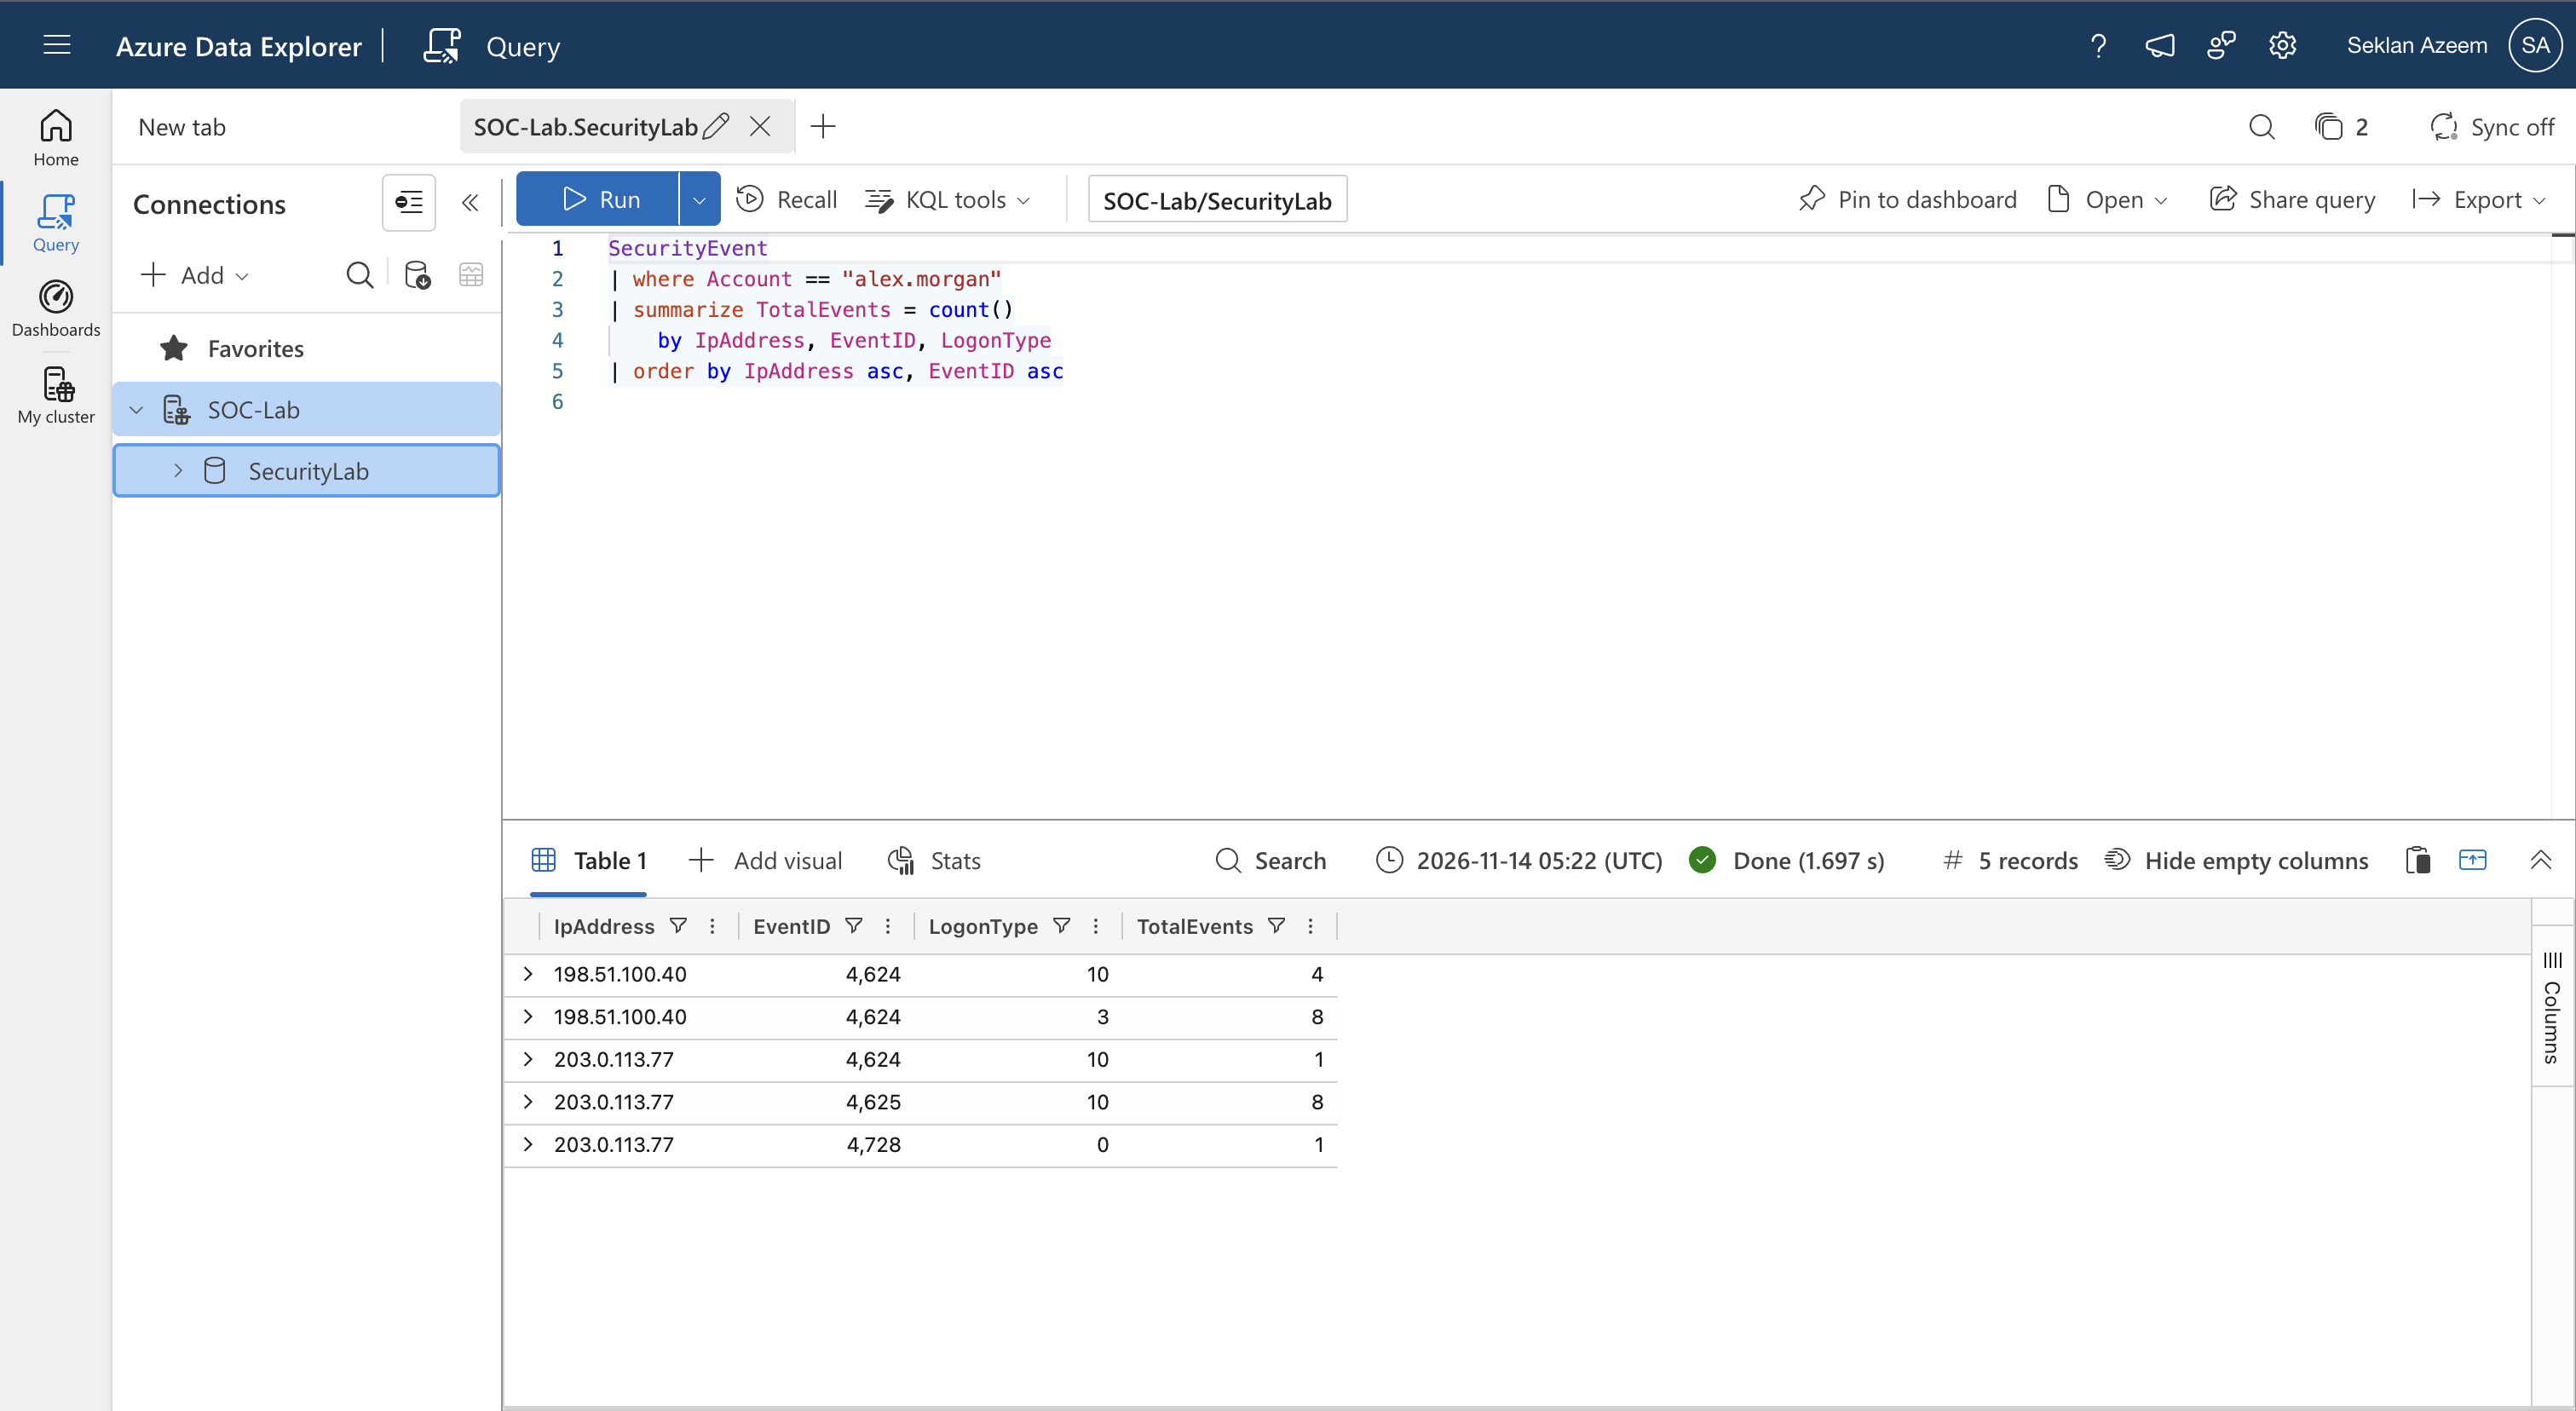 Azure Data Explorer | Query ? Seklan Azeem SA
Home
Query
Dashboards
My cluster
New tab SOC-Lab.SecurityLab 2 Sync off
Connections
Add
Favorites
SOC-Lab
SecurityLab
Run Recall KQL tools SOC-Lab/SecurityLab Pin to dashboard Open Share query Export
1 SecurityEvent
2 | where Account == "alex.morgan"
3 | summarize TotalEvents = count()
4 by IpAddress, EventID, LogonType
5 | order by IpAddress asc, EventID asc
6
Table 1 Add visual Stats Search 2026-11-14 05:22 (UTC) Done (1.697 s) # 5 records Hide empty columns
IpAddress EventID LogonType TotalEvents
198.51.100.40 4,624 10 4
198.51.100.40 4,624 3 8
203.0.113.77 4,624 10 1
203.0.113.77 4,625 10 8
203.0.113.77 4,728 0 1
Columns